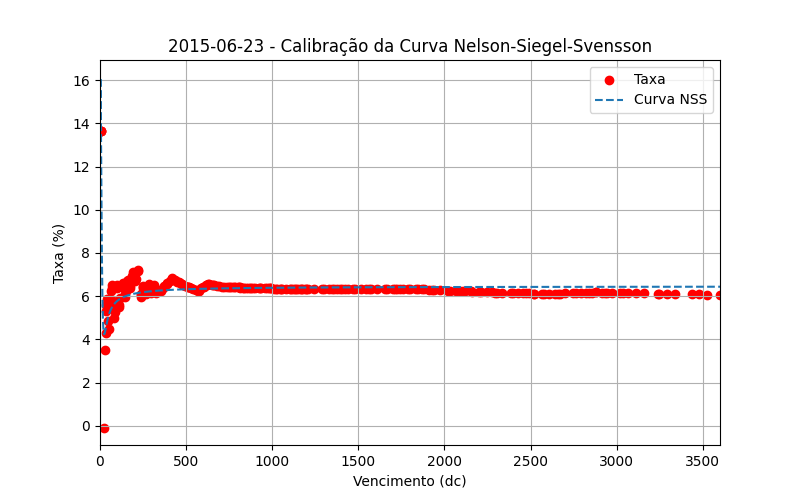 2015-06-23 - Calibração da Curva Nelson-Siegel-Svensson
Taxa
Curva NSS
Taxa (%)
16
14
12
10
8
6
4
2
0
0 500 1000 1500 2000 2500 3000 3500
Vencimento (dc)